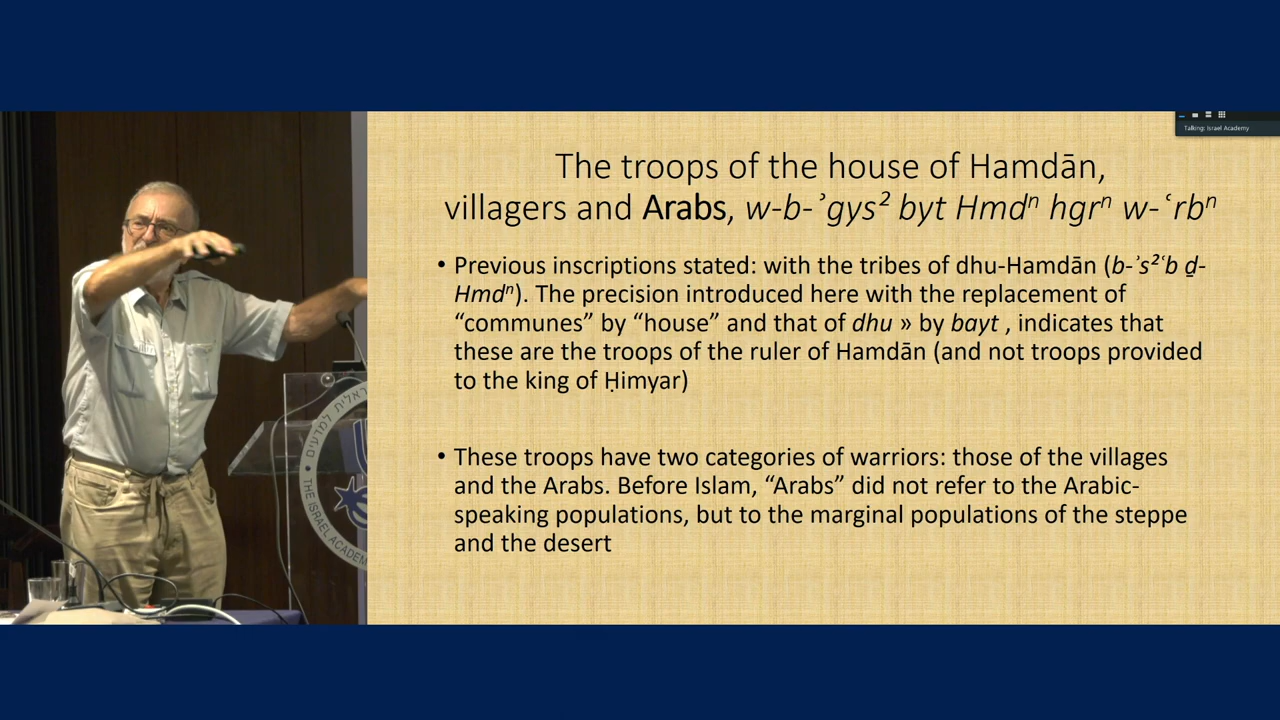 Talking: Israel Academy
The troops of the house of Hamdān,
villagers and Arabs, w-b-ʾgys² byt Hmdⁿ hgrⁿ w-ʿrbⁿ
• Previous inscriptions stated: with the tribes of dhu-Hamdān (b-ʾs²ʿb ḏ-
Hmdⁿ). The precision introduced here with the replacement of
“communes” by “house” and that of dhu » by bayt , indicates that
these are the troops of the ruler of Hamdān (and not troops provided
to the king of Ḥimyar)
• These troops have two categories of warriors: those of the villages
and the Arabs. Before Islam, “Arabs” did not refer to the Arabic-
speaking populations, but to the marginal populations of the steppe
and the desert
ראלית למדעים
THE ISRAEL ACADEM